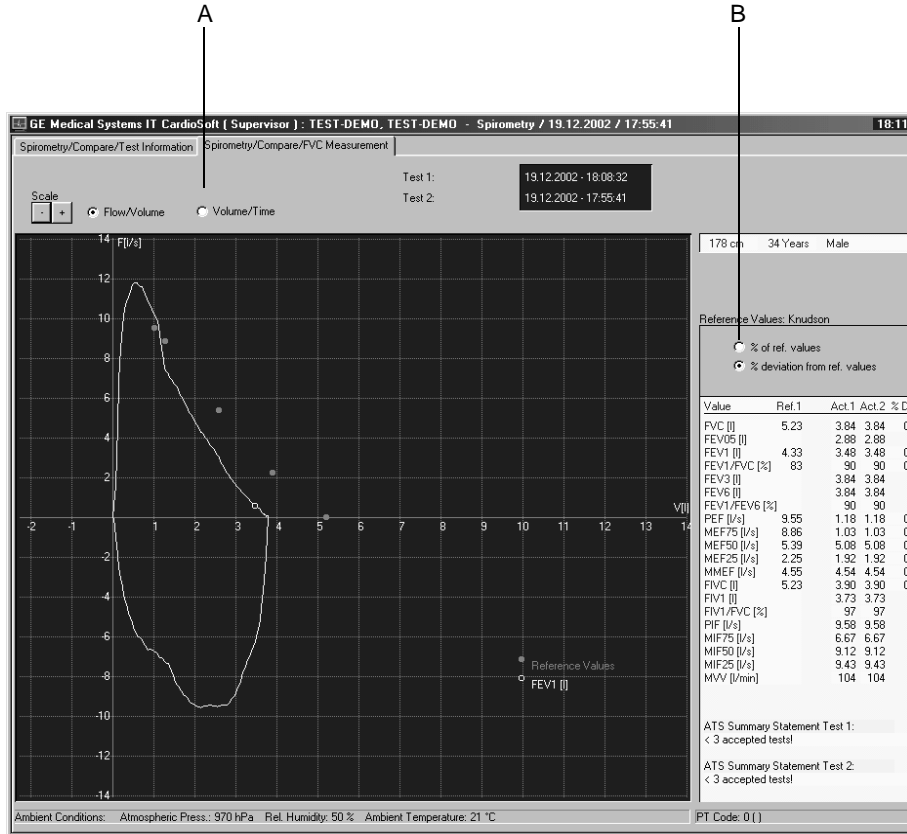 A B
GE Medical Systems IT CardioSoft ( Supervisor ) : TEST-DEMO, TEST-DEMO - Spirometry / 19.12.2002 / 17:55:41 18:11
Spirometry/Compare/Test Information Spirometry/Compare/FVC Measurement
Test 1: 19.12.2002 - 18:08:32
Scale
Test 2: 19.12.2002 - 17:55:41
- + Flow/Volume Volume/Time
14 F[l/s]
12
10
8
6
4
2
V[l]
-2 -1 1 2 3 4 5 6 7 8 9 10 11 12 13 14
-2
-4
-6
-8
Reference Values
FEV1 [l]
-10
-12
-14
178 cm 34 Years Male
Reference Values: Knudson
% of ref. values
% deviation from ref. values
Value Ref.1 Act.1 Act.2 % D
FVC [l] 5.23 3.84 3.84 0
FEV05 [l] 2.88 2.88
FEV1 [l] 4.33 3.48 3.48 0
FEV1/FVC [%] 83 90 90 0
FEV3 [l] 3.84 3.84
FEV6 [l] 3.84 3.84
FEV1/FEV6 [%] 90 90
PEF [l/s] 9.55 1.18 1.18 0
MEF75 [l/s] 8.86 1.03 1.03 0
MEF50 [l/s] 5.39 5.08 5.08 0
MEF25 [l/s] 2.25 1.92 1.92 0
MMEF [l/s] 4.55 4.54 4.54 0
FIVC [l] 5.23 3.90 3.90 0
FIV1 [l] 3.73 3.73
FIV1/FVC [%] 97 97
PIF [l/s] 9.58 9.58
MIF75 [l/s] 6.67 6.67
MIF50 [l/s] 9.12 9.12
MIF25 [l/s] 9.43 9.43
MVV [l/min] 104 104
ATS Summary Statement Test 1:
< 3 accepted tests!
ATS Summary Statement Test 2:
< 3 accepted tests!
Ambient Conditions: Atmospheric Press.: 970 hPa Rel. Humidity: 50 % Ambient Temperature: 21 °C PT Code: 0 ( )